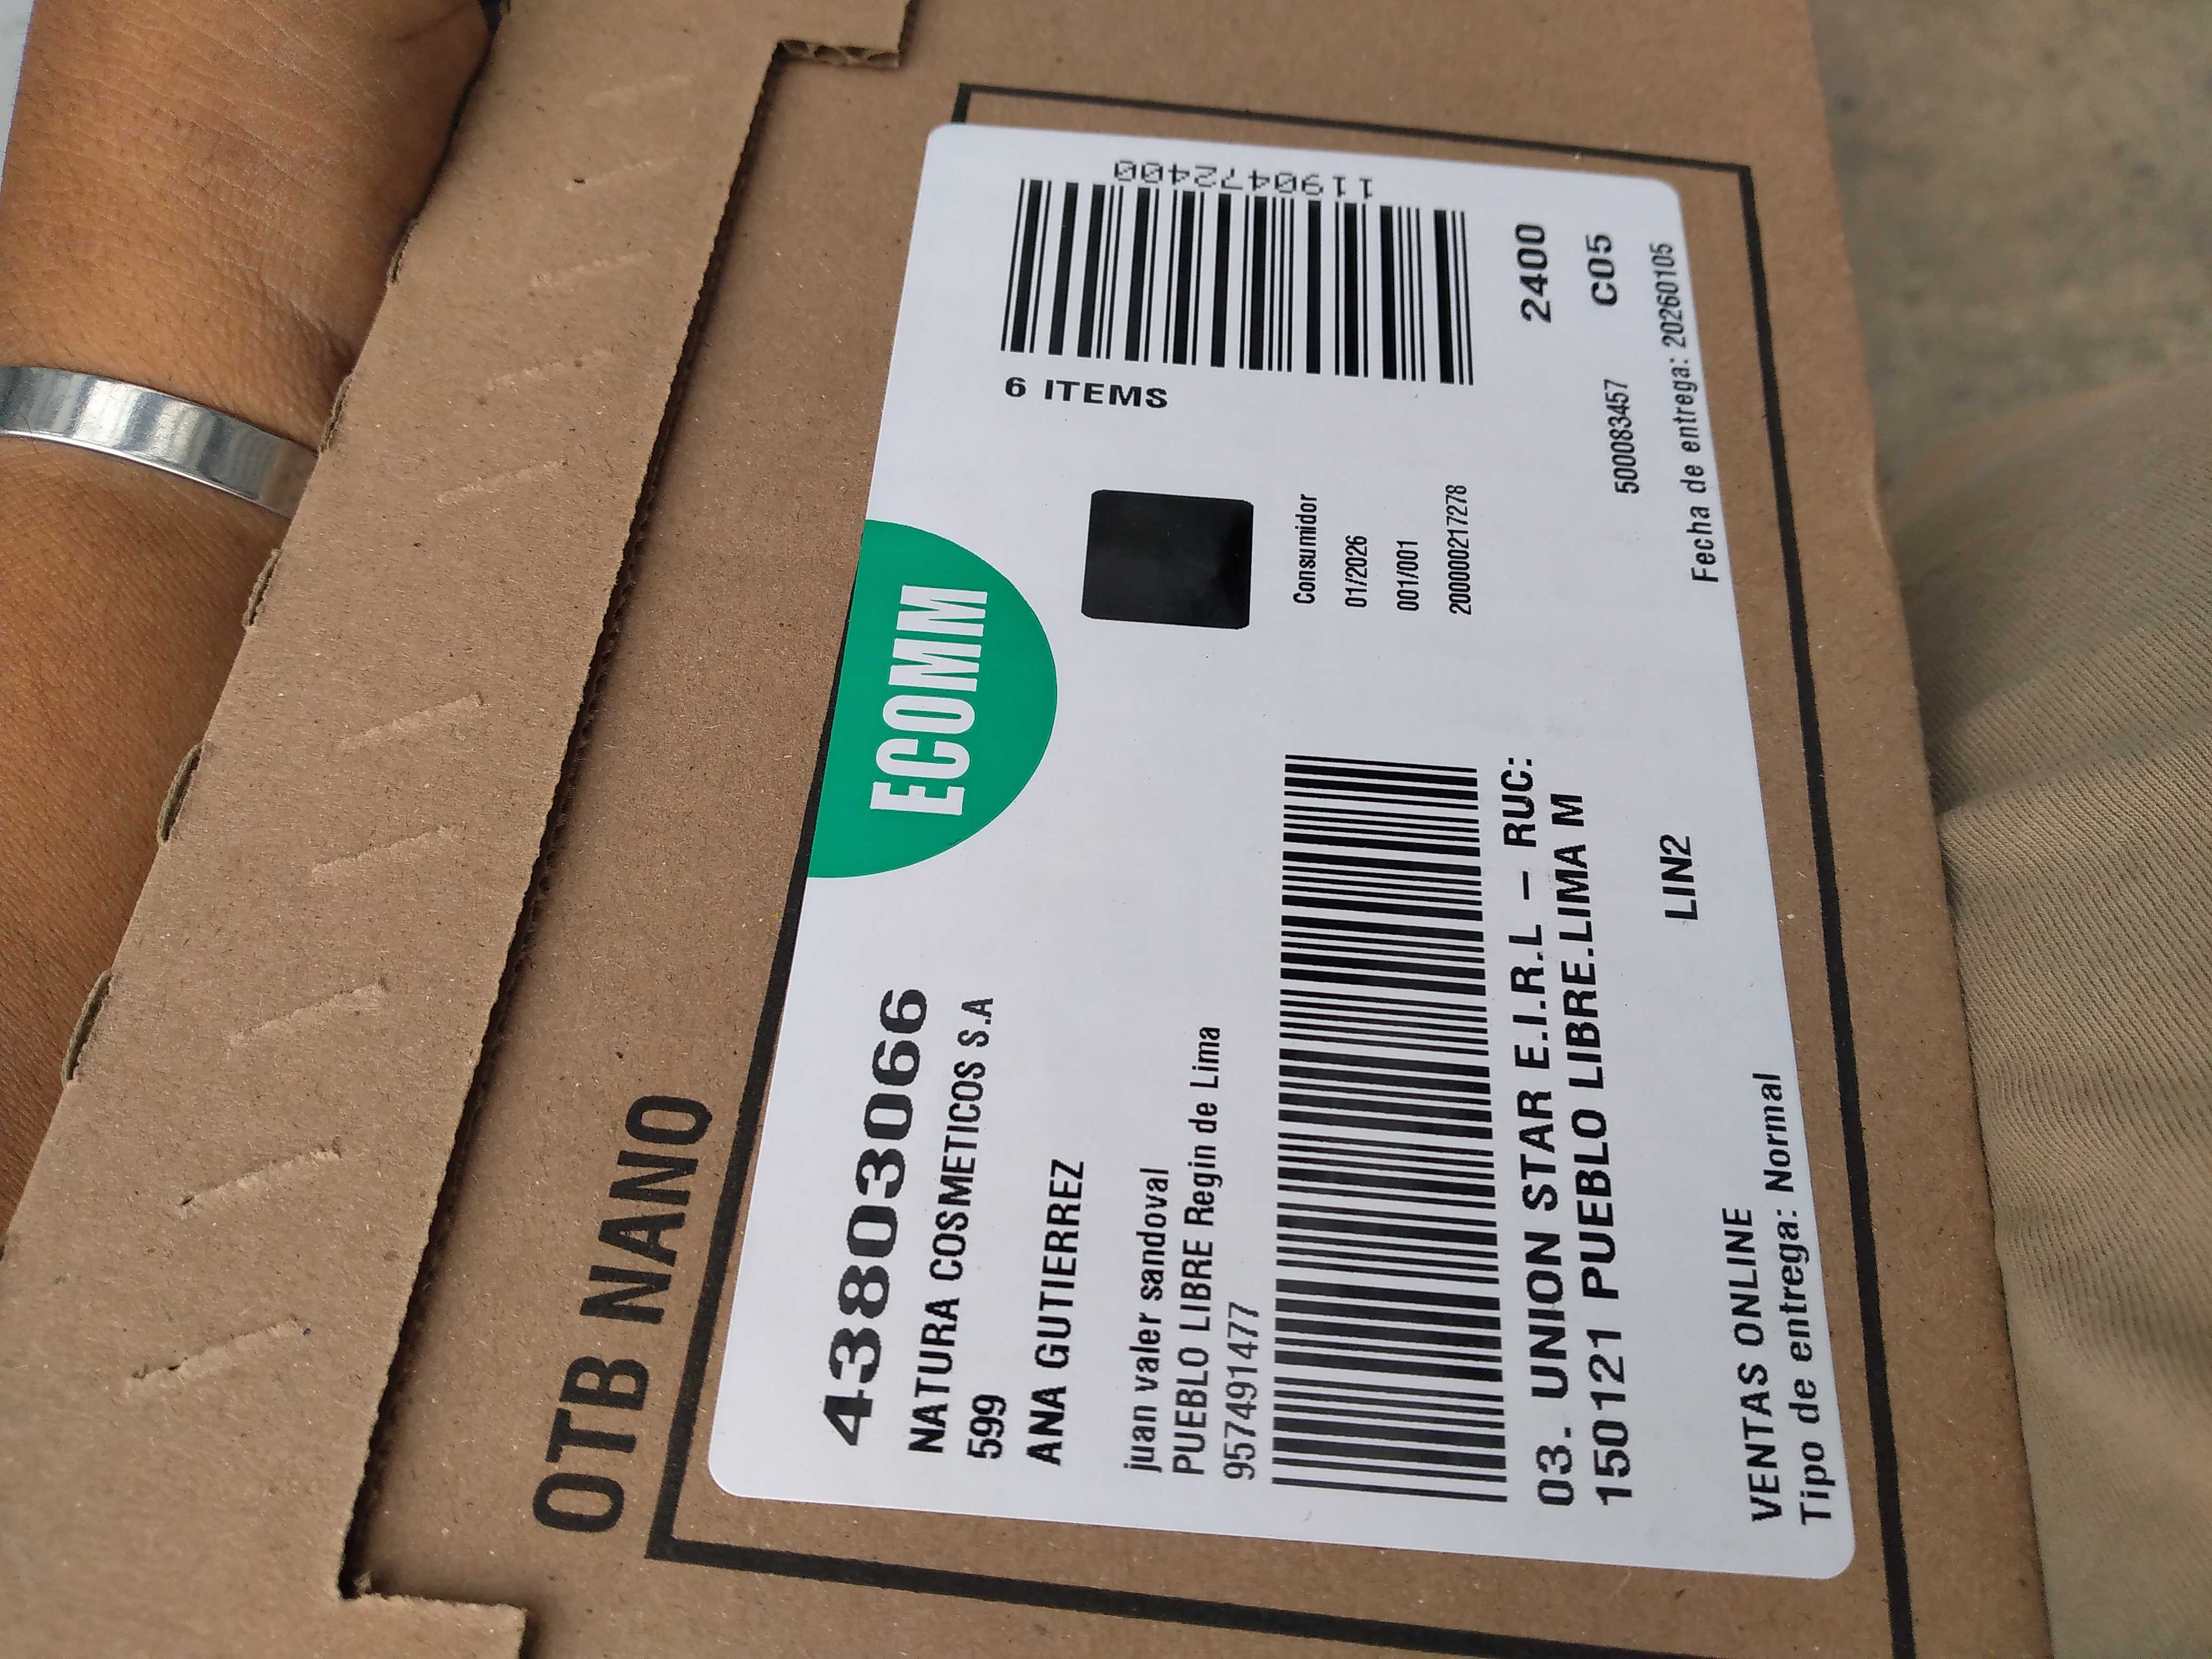 OTB NANO
ECOMM
43803066
NATURA COSMETICOS S.A
599
ANA GUTIERREZ
juan valer sandoval
PUEBLO LIBRE Regin de Lima
957491477
6 ITEMS
1190472400
Consumidor
01/2026
001/001
200000217278
03. UNION STAR E.I.R.L - RUC:
150121 PUEBLO LIBRE.LIMA M
2400
LIN2
500083457
C05
VENTAS ONLINE
Tipo de entrega: Normal
Fecha de entrega: 20260105